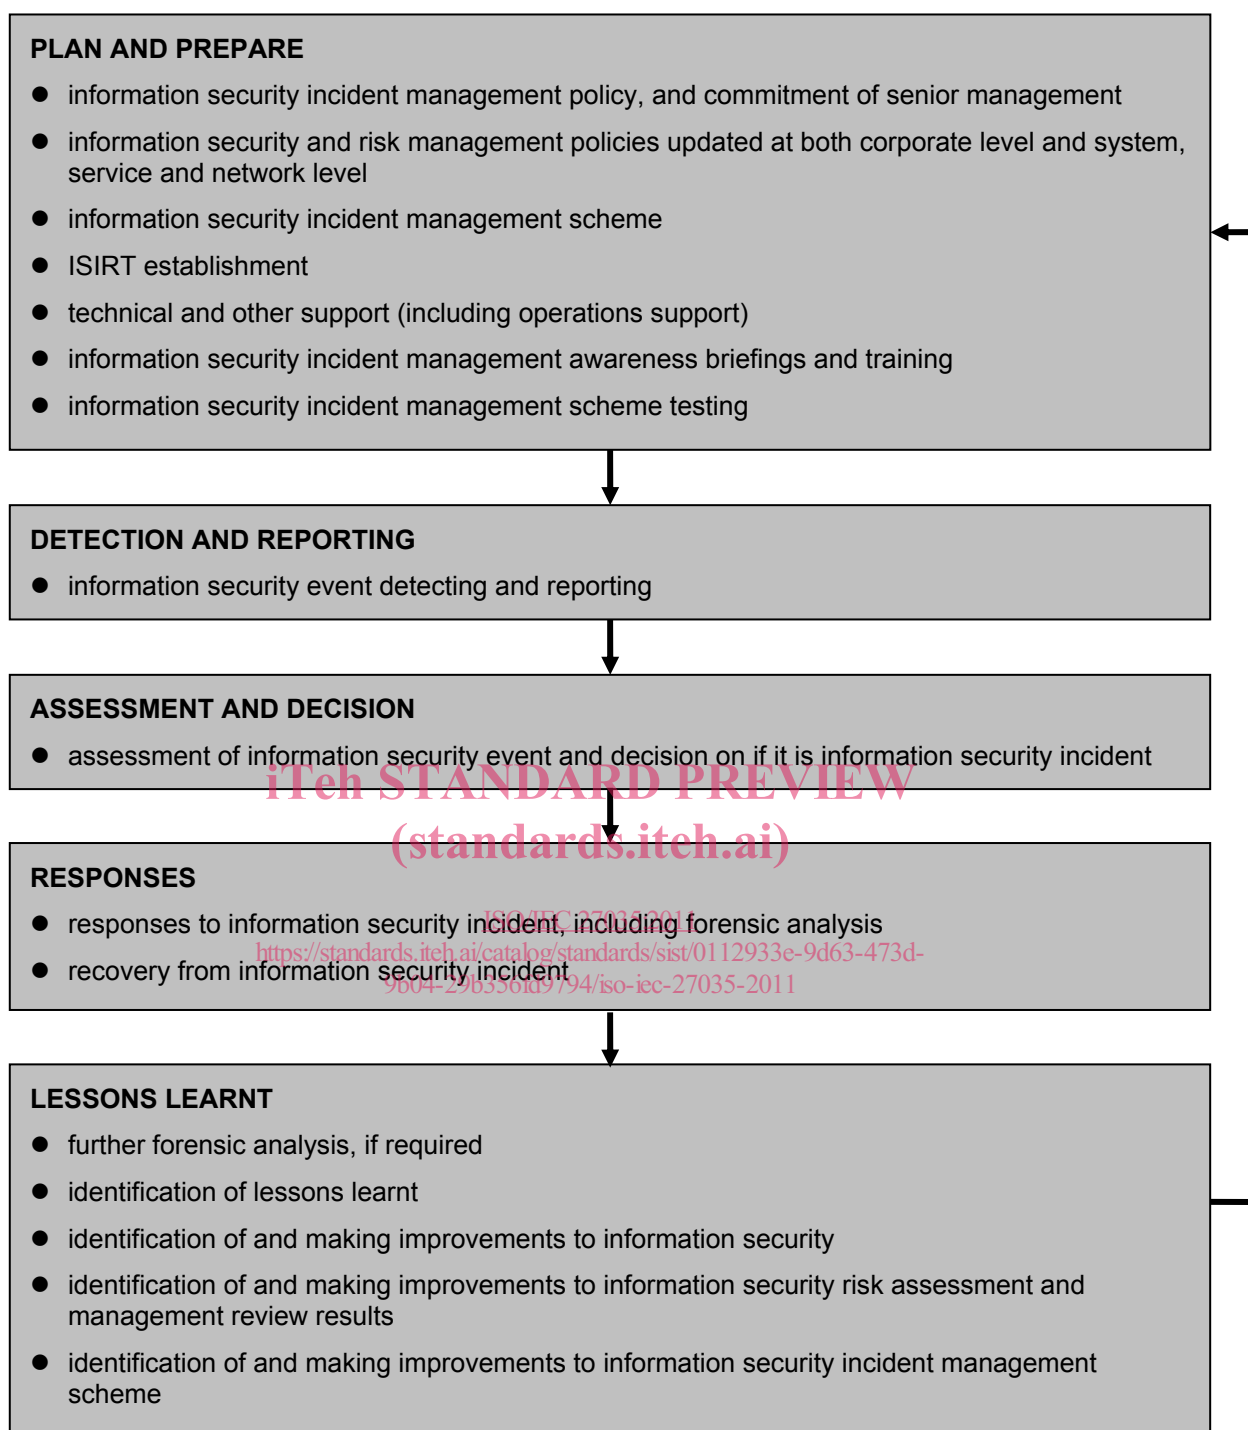 PLAN AND PREPARE
● information security incident management policy, and commitment of senior management
● information security and risk management policies updated at both corporate level and system,
service and network level
● information security incident management scheme
● ISIRT establishment
● technical and other support (including operations support)
● information security incident management awareness briefings and training
● information security incident management scheme testing
DETECTION AND REPORTING
● information security event detecting and reporting
ASSESSMENT AND DECISION
● assessment of information security event and decision on if it is information security incident
iTeh STANDARD PREVIEW
(standards.iteh.ai)
RESPONSES
● responses to information security incident, including forensic analysis
ISO/IEC 27035:2011
https://standards.iteh.ai/catalog/standards/sist/0112933e-9d63-473d-
● recovery from information security incident
9b04-29b356fd9794/iso-iec-27035-2011
LESSONS LEARNT
● further forensic analysis, if required
● identification of lessons learnt
● identification of and making improvements to information security
● identification of and making improvements to information security risk assessment and
management review results
● identification of and making improvements to information security incident management
scheme